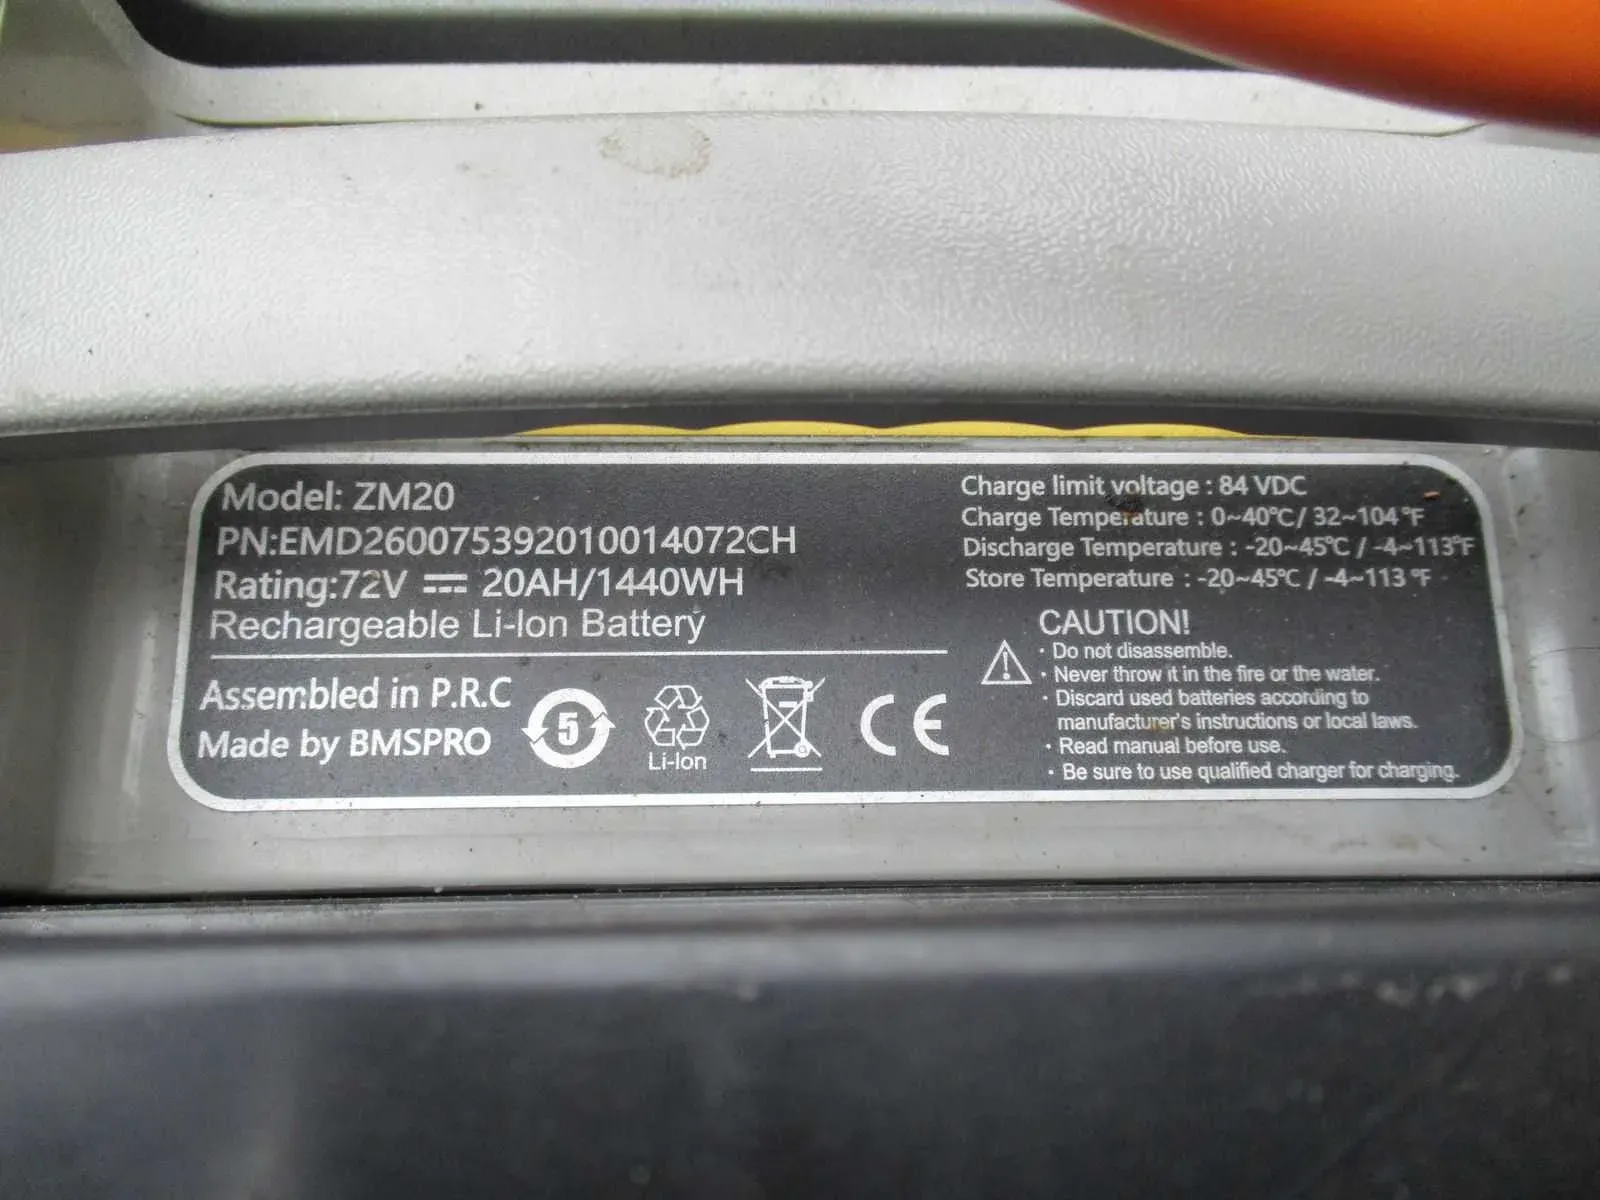 Model: ZM20
PN:EMD26007539201001407​2CH
Rating:72V ⎓ 20AH/1440WH
Rechargeable Li-Ion Battery
Assembled in P.R.C
Made by BMSPRO
5
Li-Ion
CE
Charge limit voltage : 84 VDC
Charge Temperature : 0~40°C/ 32~104°F
Discharge Temperature : -20~45°C / -4~113°F
Store Temperature : -20~45°C / -4~113°F
CAUTION!
· Do not disassemble.
· Never throw it in the fire or the water.
· Discard used batteries according to
manufacturer's instructions or local laws.
· Read manual before use.
· Be sure to use qualified charger for charging.